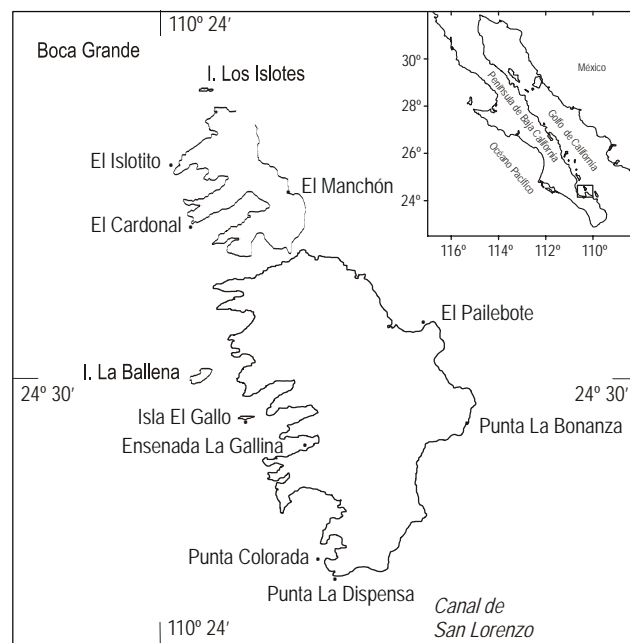 110º 24′
Boca Grande
I. Los Islotes
El Islotito
El Manchón
El Cardonal
El Pailebote
I. La Ballena
24º 30′
24º 30′
Isla El Gallo
Punta La Bonanza
Ensenada La Gallina
Punta Colorada
Punta La Dispensa
110º 24′
Canal de
San Lorenzo
30º
28º
26º
24º
México
Península de Baja California
Golfo de California
Océano Pacífico
116º
114º
112º
110º